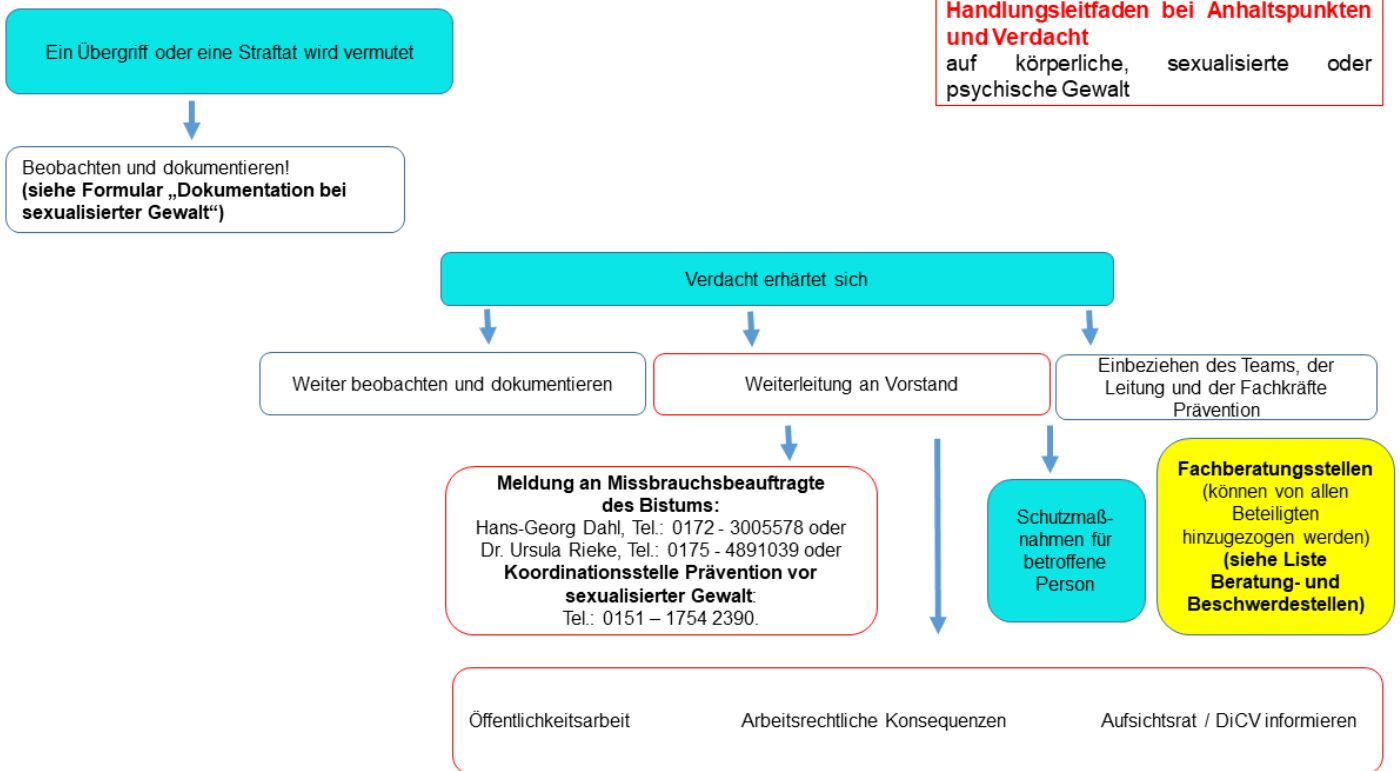 Handlungsleitfaden bei Anhaltspunkten
und Verdacht
auf körperliche, sexualisierte oder
psychische Gewalt
Ein Übergriff oder eine Straftat wird vermutet
Beobachten und dokumentieren!
(siehe Formular „Dokumentation bei
sexualisierter Gewalt“)
Verdacht erhärtet sich
Weiter beobachten und dokumentieren
Weiterleitung an Vorstand
Einbeziehen des Teams, der
Leitung und der Fachkräfte
Prävention
Meldung an Missbrauchsbeauftragte
des Bistums:
Hans-Georg Dahl, Tel.: 0172 - 3005578 oder
Dr. Ursula Rieke, Tel.: 0175 - 4891039 oder
Koordinationsstelle Prävention vor
sexualisierter Gewalt:
Tel.: 0151 – 1754 2390.
Schutzmaß-
nahmen für
betroffene
Person
Fachberatungsstellen
(können von allen
Beteiligten
hinzugezogen werden)
(siehe Liste
Beratung- und
Beschwerdestellen)
Öffentlichkeitsarbeit Arbeitsrechtliche Konsequenzen Aufsichtsrat / DiCV informieren